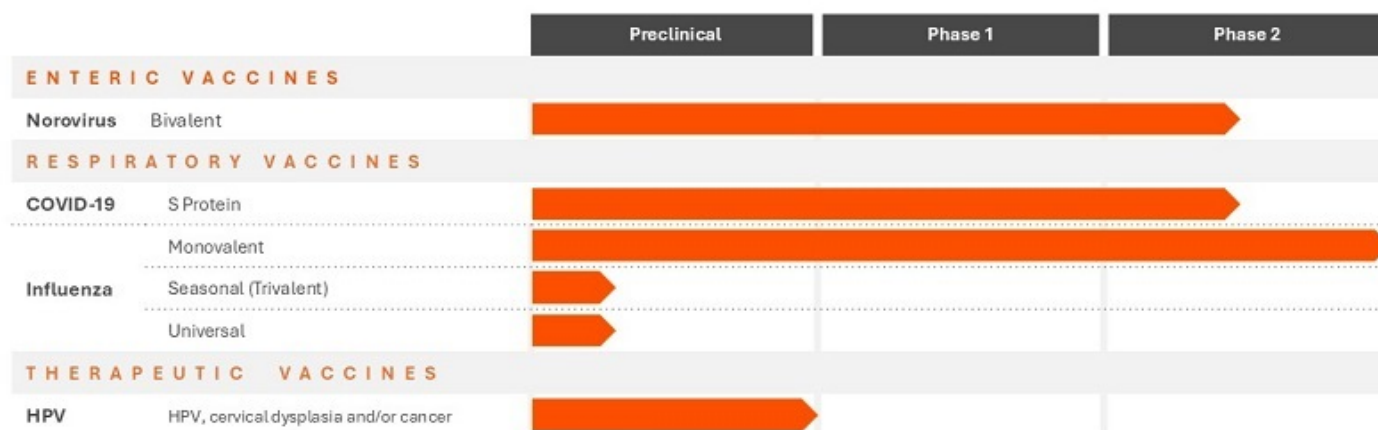 Preclinical Phase 1 Phase 2
ENTERIC VACCINES
Norovirus Bivalent
RESPIRATORY VACCINES
COVID-19 S Protein
Monovalent
Influenza Seasonal (Trivalent)
Universal
THERAPEUTIC VACCINES
HPV HPV, cervical dysplasia and/or cancer